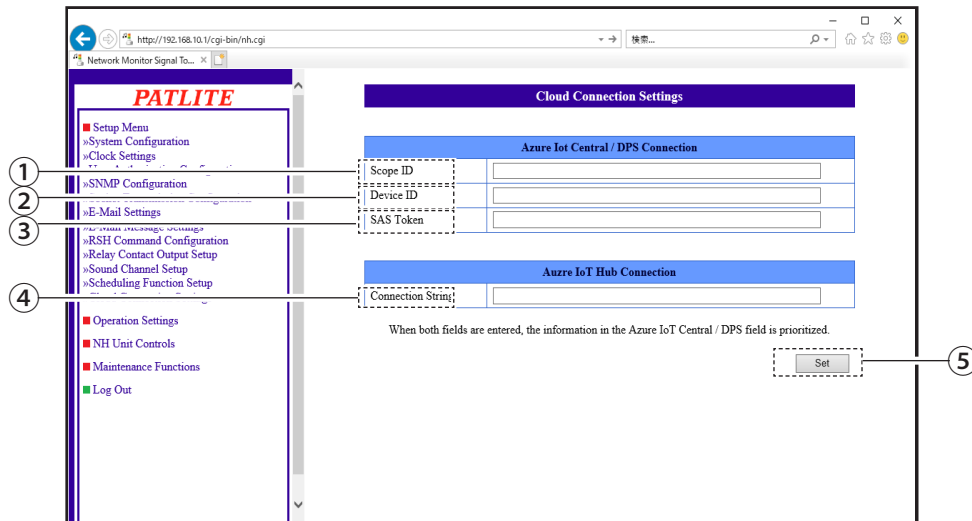 http://192.168.10.1/cgi-bin/nh.cgi
検索...
Network Monitor Signal To...
PATLITE
Cloud Connection Settings
Setup Menu
»System Configuration
»Clock Settings
»SNMP Configuration
»E-Mail Settings
»E-Mail Message Settings
»RSH Command Configuration
»Relay Contact Output Setup
»Sound Channel Setup
»Scheduling Function Setup
Operation Settings
NH Unit Controls
Maintenance Functions
Log Out
Azure Iot Central / DPS Connection
1
Scope ID
2
Device ID
3
SAS Token
Auzre IoT Hub Connection
4
Connection String
When both fields are entered, the information in the Azure IoT Central / DPS field is prioritized.
Set
5